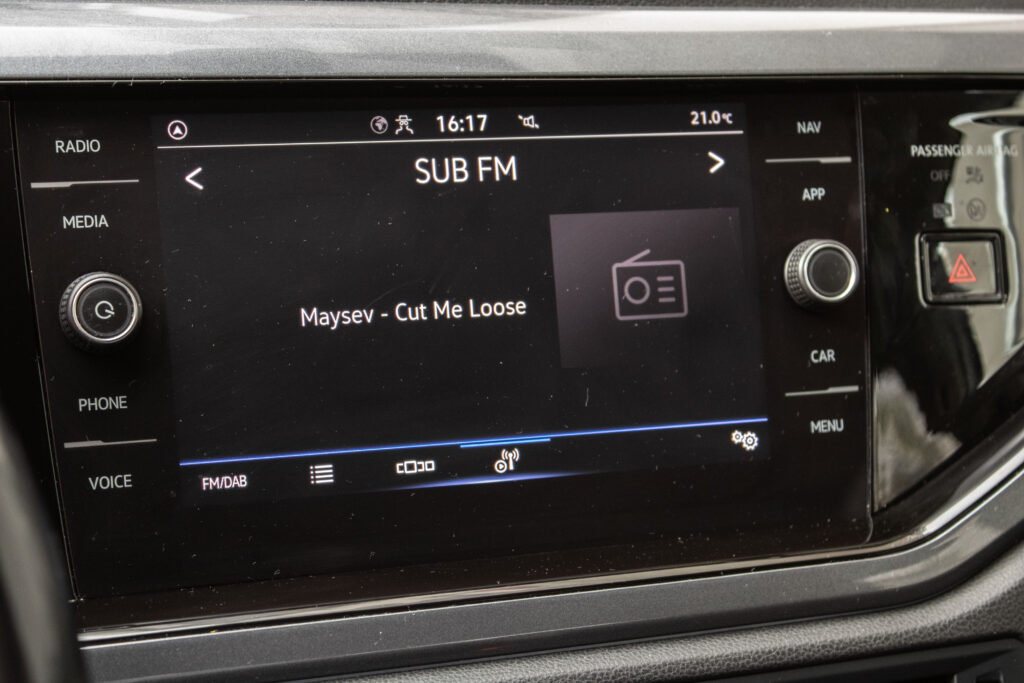 RADIO
MEDIA
PHONE
VOICE
16:17
21.0°C
SUB FM
Maysev - Cut Me Loose
FM/DAB
NAV
APP
CAR
MENU
PASSENGER AIRBAG
OFF